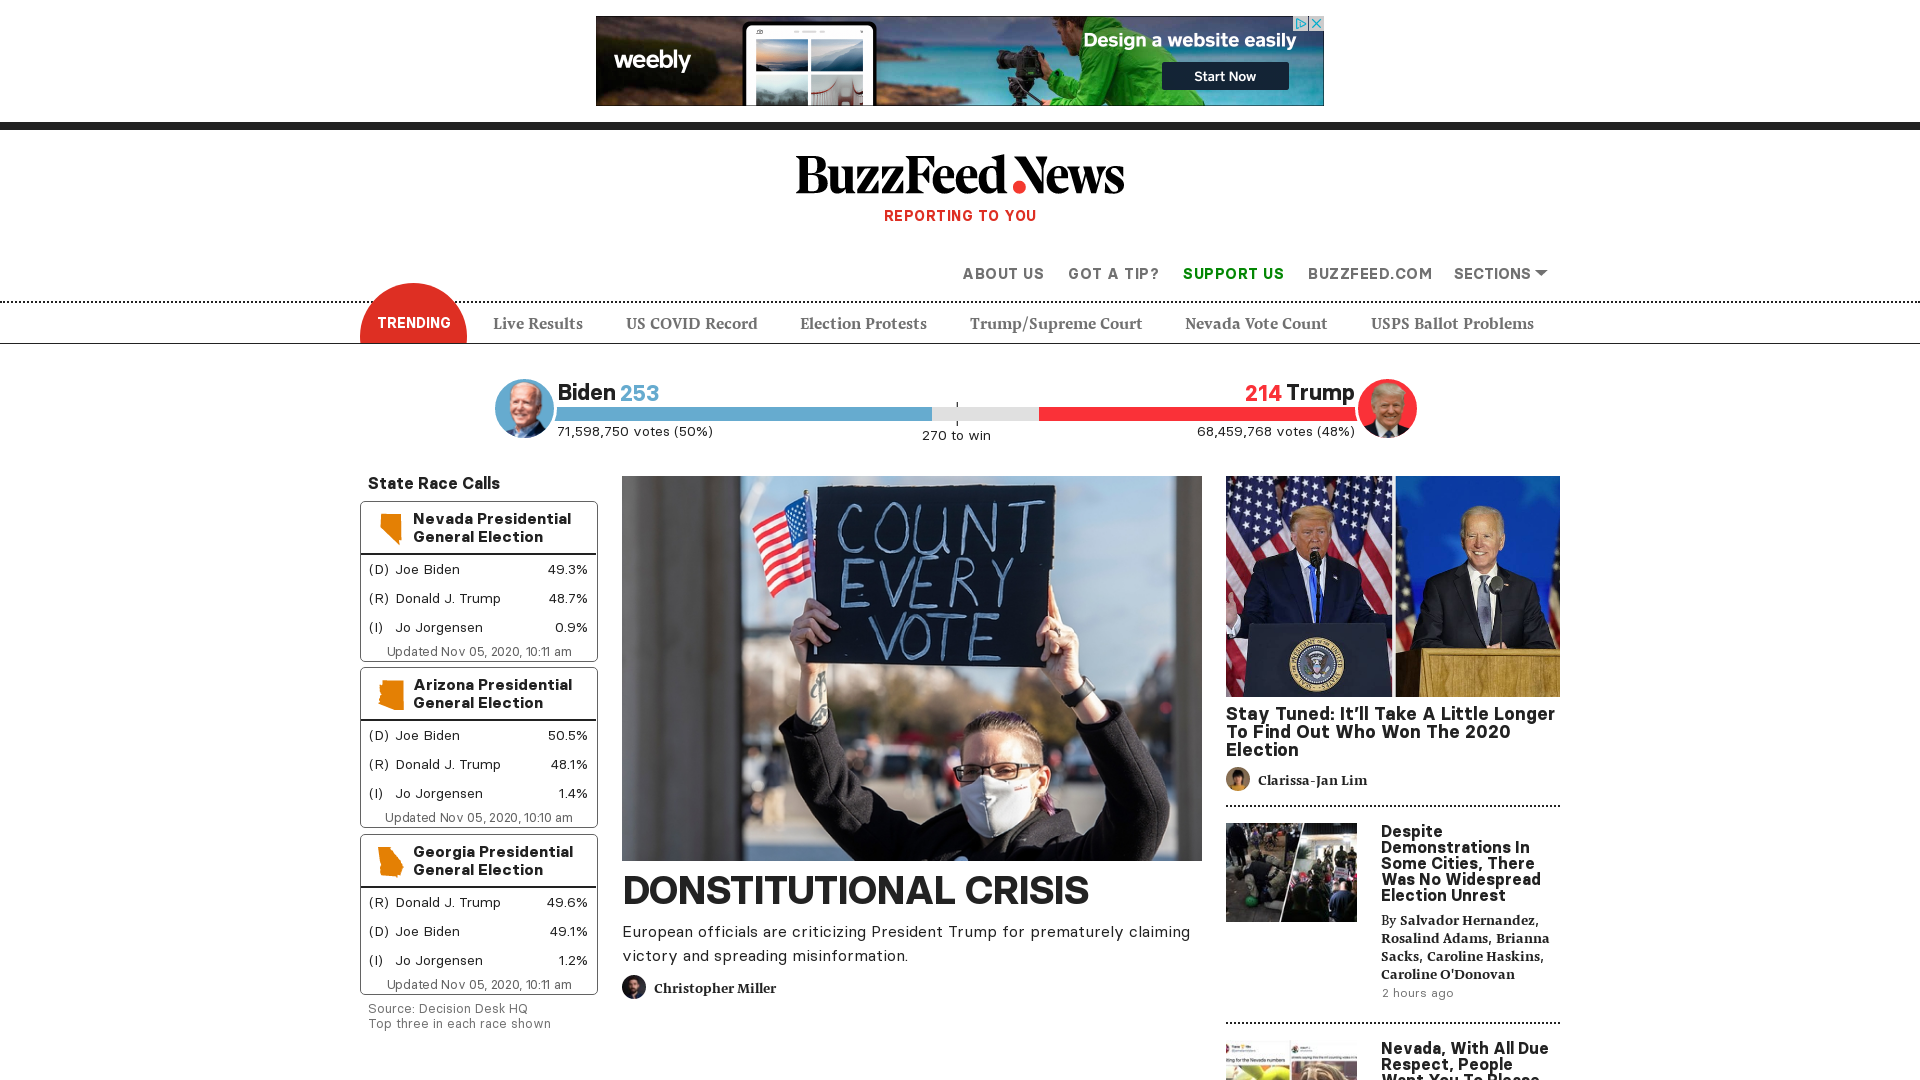 weebly
Design a website easily
Start Now
BuzzFeed News
REPORTING TO YOU
ABOUT US
GOT A TIP?
SUPPORT US
BUZZFEED.COM
SECTIONS
TRENDING
Live Results
US COVID Record
Election Protests
Trump/Supreme Court
Nevada Vote Count
USPS Ballot Problems
Biden 253
214 Trump
71,598,750 votes (50%)
270 to win
68,459,768 votes (48%)
State Race Calls
Nevada Presidential
General Election
(D) Joe Biden 49.3%
(R) Donald J. Trump 48.7%
(I) Jo Jorgensen 0.9%
Updated Nov 05, 2020, 10:11 am
Arizona Presidential
General Election
(D) Joe Biden 50.5%
(R) Donald J. Trump 48.1%
(I) Jo Jorgensen 1.4%
Updated Nov 05, 2020, 10:10 am
Georgia Presidential
General Election
(R) Donald J. Trump 49.6%
(D) Joe Biden 49.1%
(I) Jo Jorgensen 1.2%
Updated Nov 05, 2020, 10:11 am
Source: Decision Desk HQ
Top three in each race shown
COUNT
EVERY
VOTE
DONSTITUTIONAL CRISIS
European officials are criticizing President Trump for prematurely claiming
victory and spreading misinformation.
Christopher Miller
Stay Tuned: It’ll Take A Little Longer
To Find Out Who Won The 2020
Election
Clarissa-Jan Lim
Despite
Demonstrations In
Some Cities, There
Was No Widespread
Election Unrest
By Salvador Hernandez,
Rosalind Adams, Brianna
Sacks, Caroline Haskins,
Caroline O'Donovan
2 hours ago
Nevada, With All Due
Respect, People
Want You To Please